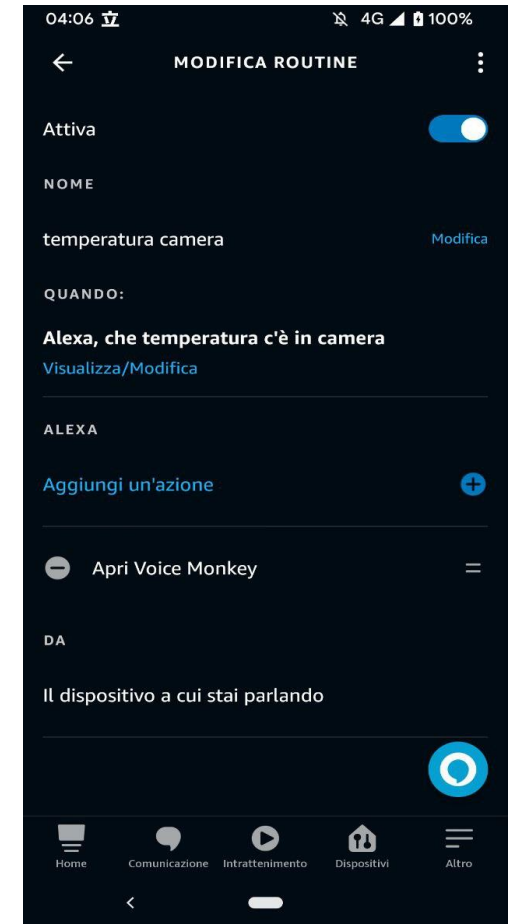 04:06 立 4G 100%
MODIFICA ROUTINE
Attiva
NOME
temperatura camera Modifica
QUANDO:
Alexa, che temperatura c'è in camera
Visualizza/Modifica
ALEXA
Aggiungi un'azione
Apri Voice Monkey
DA
Il dispositivo a cui stai parlando
Home Comunicazione Intrattenimento Dispositivi Altro